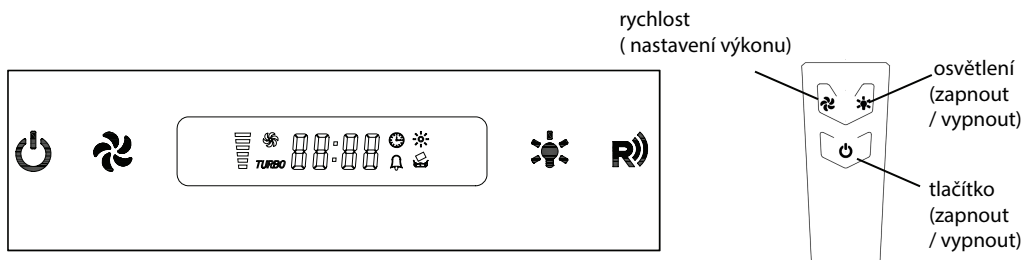 rychlost
( nastavení výkonu)
osvětlení
(zapnout
/ vypnout)
TURBO 88:88
R
tlačítko
(zapnout
/ vypnout)